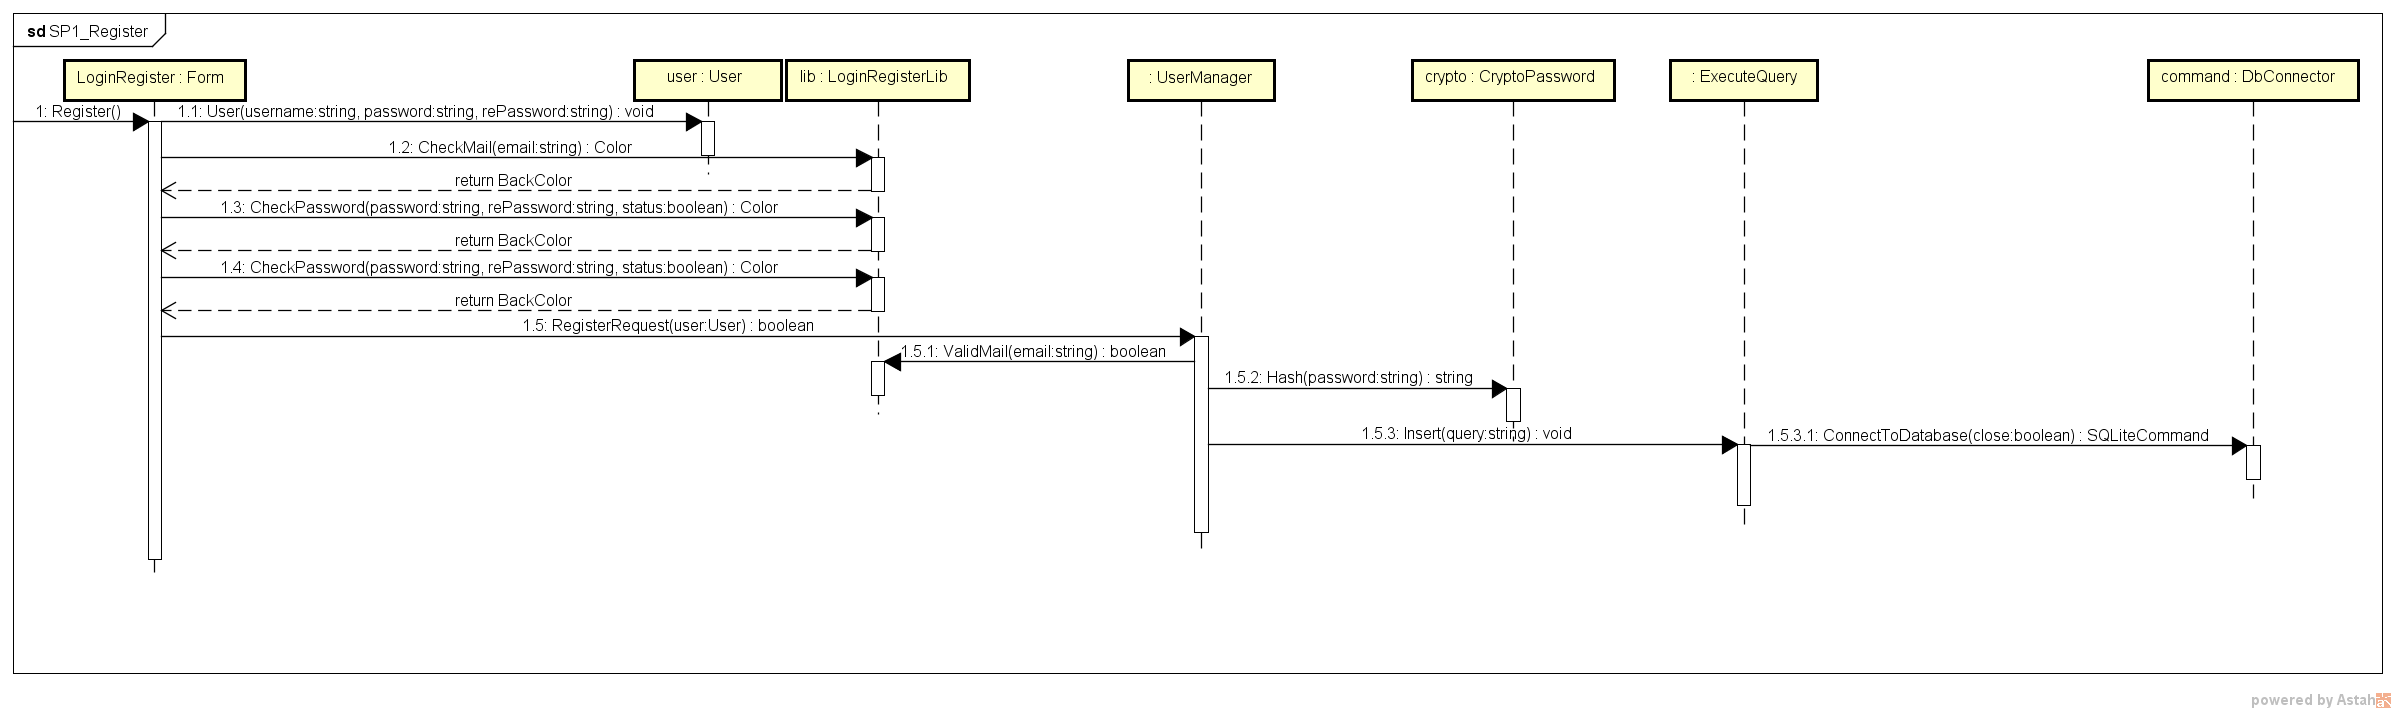 sd SP1_Register
LoginRegister : Form
user : User
lib : LoginRegisterLib
: UserManager
crypto : CryptoPassword
: ExecuteQuery
command : DbConnector
1: Register()
1.1: User(username:string, password:string, rePassword:string) : void
1.2: CheckMail(email:string) : Color
return BackColor
1.3: CheckPassword(password:string, rePassword:string, status:boolean) : Color
return BackColor
1.4: CheckPassword(password:string, rePassword:string, status:boolean) : Color
return BackColor
1.5: RegisterRequest(user:User) : boolean
1.5.1: ValidMail(email:string) : boolean
1.5.2: Hash(password:string) : string
1.5.3: Insert(query:string) : void
1.5.3.1: ConnectToDatabase(close:boolean) : SQLiteCommand
powered by Astah